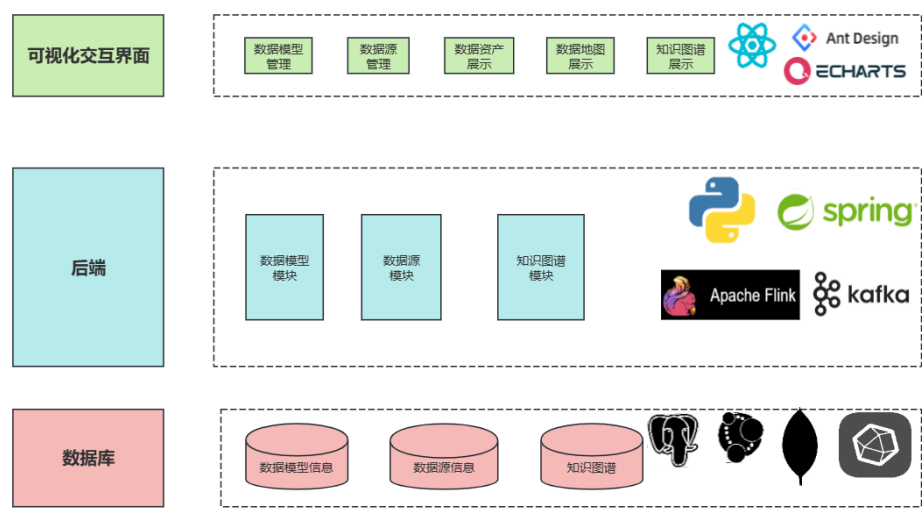 可视化交互界面
数据模型
管理
数据源
管理
数据资产
展示
数据地图
展示
知识图谱
展示
Ant Design
ECHARTS
后端
数据模型
模块
数据源
模块
知识图谱
模块
spring
Apache Flink
kafka
数据库
数据模型信息
数据源信息
知识图谱